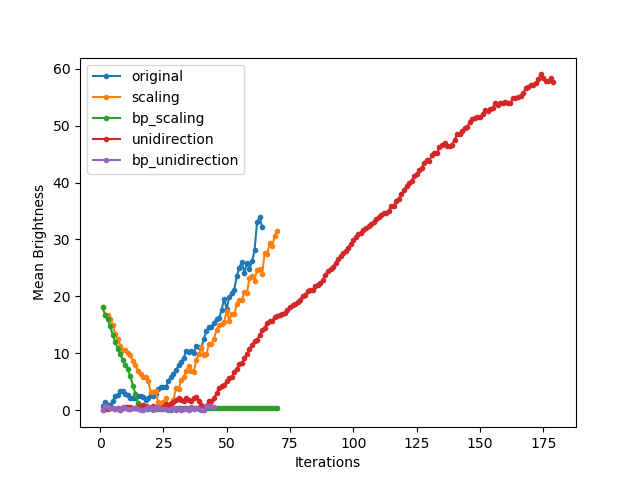 original
scaling
bp_scaling
unidirection
bp_unidirection
60
50
40
30
20
10
0
Mean Brightness
0 25 50 75 100 125 150 175
Iterations